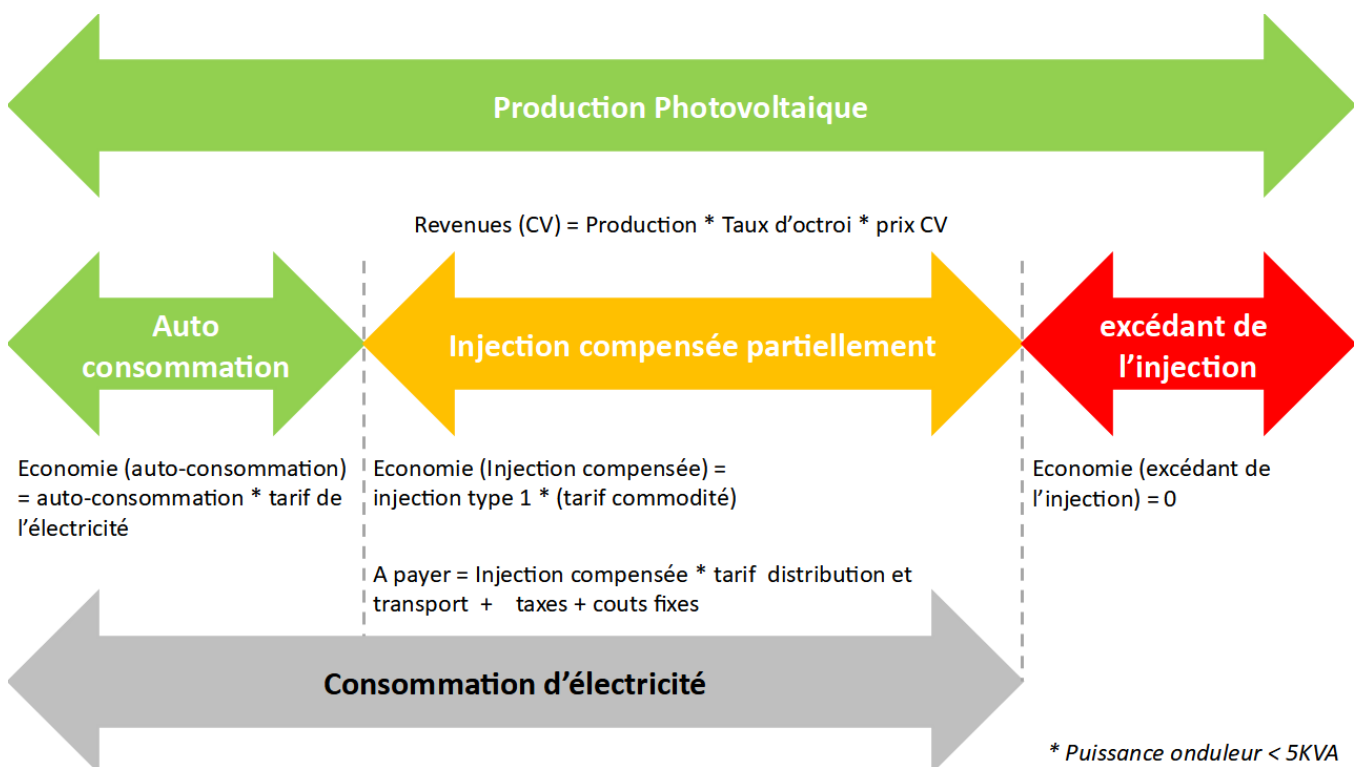 Production Photovoltaique
Revenues (CV) = Production * Taux d'octroi * prix CV
Auto
consommation
Injection compensée partiellement
excédant de
l'injection
Economie (auto-consommation)
= auto-consommation * tarif de
l'électricité
Economie (Injection compensée) =
injection type 1 * (tarif commodité)
Economie (excédant de
l'injection) = 0
A payer = Injection compensée * tarif distribution et
transport + taxes + couts fixes
Consommation d'électricité
* Puissance onduleur < 5KVA